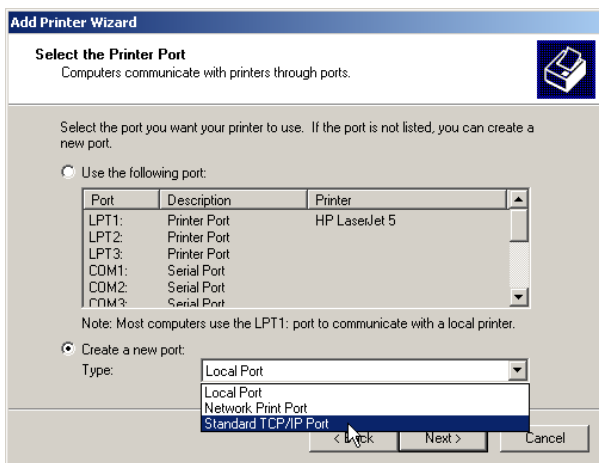 Add Printer Wizard
Select the Printer Port
Computers communicate with printers through ports.
Select the port you want your printer to use. If the port is not listed, you can create a
new port.
Use the following port:
Port Description Printer
LPT1: Printer Port HP LaserJet 5
LPT2: Printer Port
LPT3: Printer Port
COM1: Serial Port
COM2: Serial Port
COM3: Serial Port
Note: Most computers use the LPT1: port to communicate with a local printer.
Create a new port:
Type: Local Port
Local Port
Network Print Port
Standard TCP/IP Port
< Back Next > Cancel